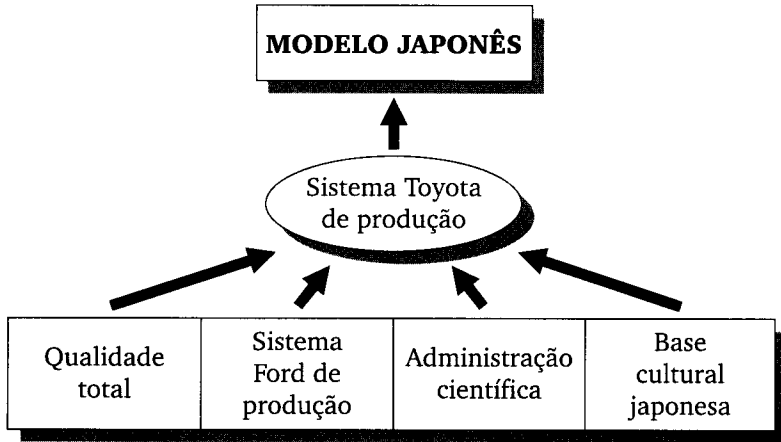 MODELO JAPONÊS
Sistema Toyota
de produção
Qualidade
total
Sistema
Ford de
produção
Administração
científica
Base
cultural
japonesa